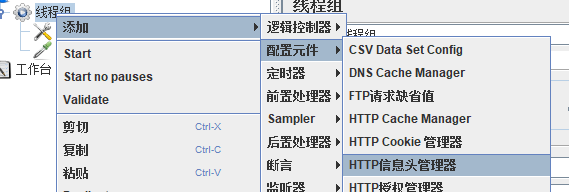 线程组
线程组
工作台
添加
Start
Start no pauses
Validate
剪切 Ctrl-X
复制 Ctrl-C
粘贴 Ctrl-V
逻辑控制器
配置元件
定时器
前置处理器
Sampler
后置处理器
断言
监听器
CSV Data Set Config
DNS Cache Manager
FTP请求缺省值
HTTP Cache Manager
HTTP Cookie 管理器
HTTP信息头管理器
HTTP授权管理器